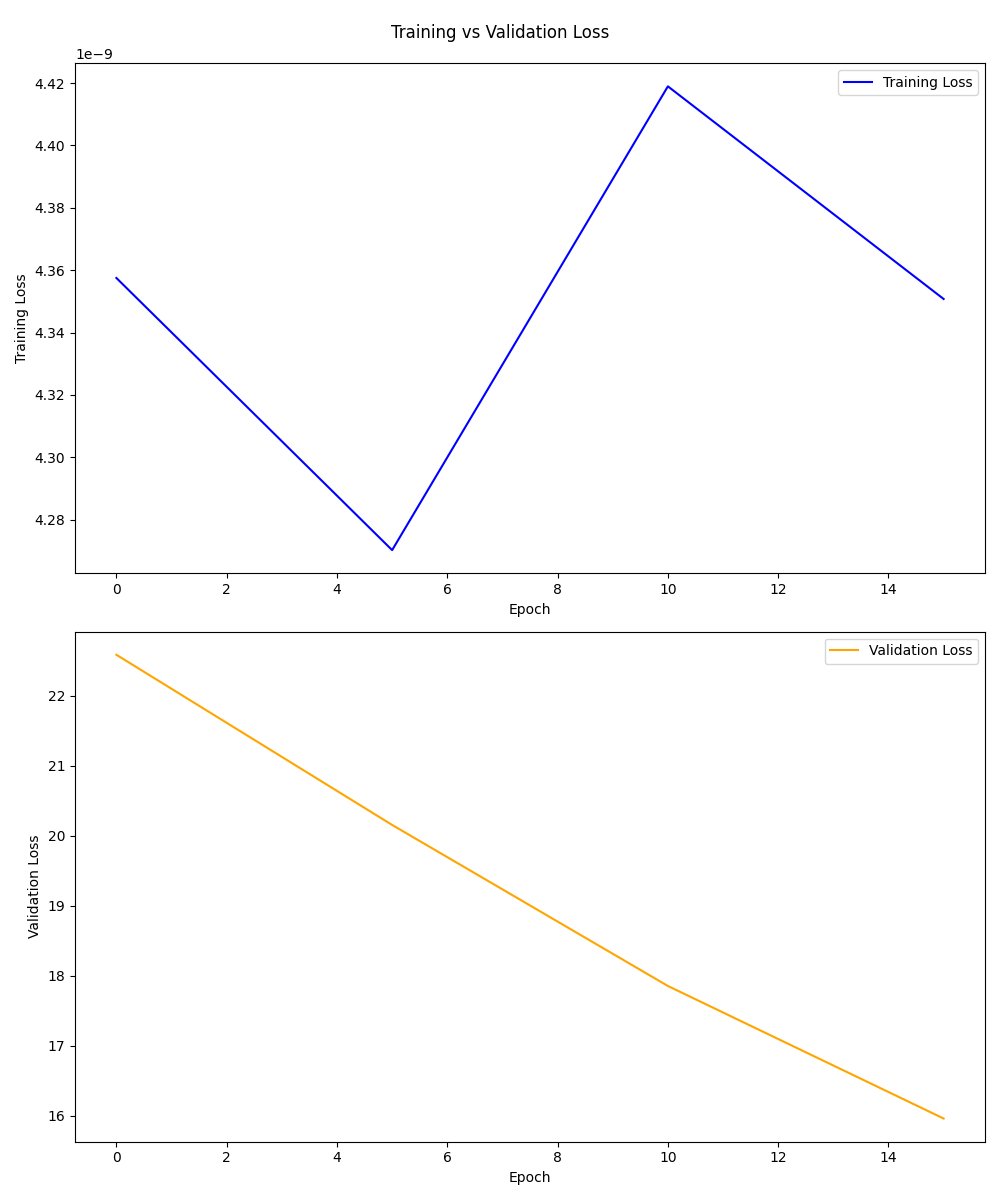 Training vs Validation Loss
1e−9
Training Loss
4.42
4.40
4.38
4.36
4.34
4.32
4.30
4.28
Training Loss
0 2 4 6 8 10 12 14
Epoch
Validation Loss
22
21
20
19
18
17
16
Validation Loss
0 2 4 6 8 10 12 14
Epoch